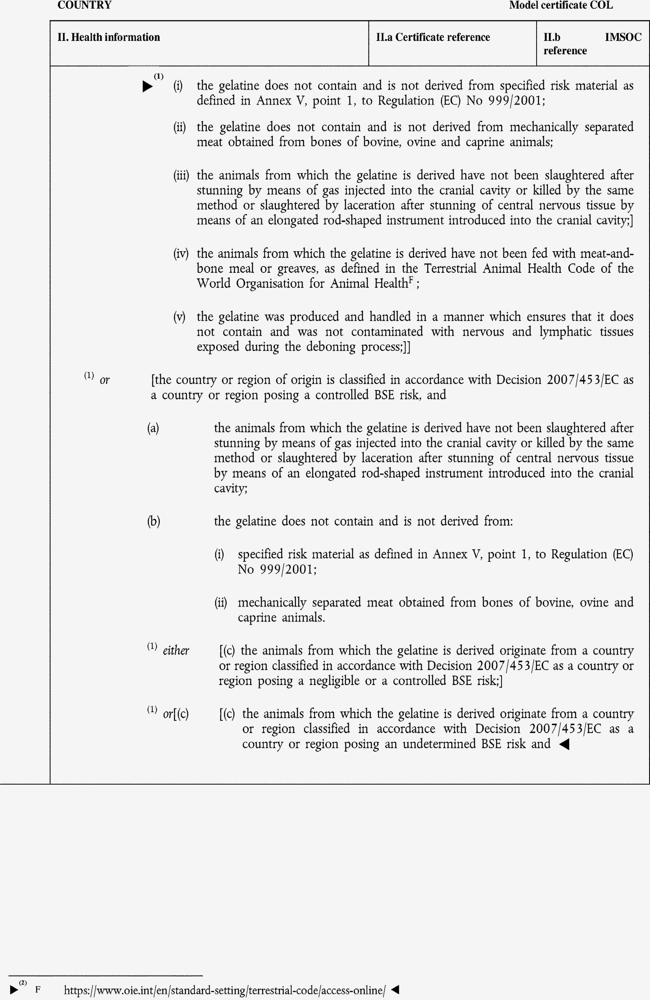 COUNTRY Model certificate COL
II. Health information II.a Certificate reference II.b IMSOC
reference
▶(1) (i) the gelatine does not contain and is not derived from specified risk material as
defined in Annex V, point 1, to Regulation (EC) No 999/2001;
(ii) the gelatine does not contain and is not derived from mechanically separated
meat obtained from bones of bovine, ovine and caprine animals;
(iii) the animals from which the gelatine is derived have not been slaughtered after
stunning by means of gas injected into the cranial cavity or killed by the same
method or slaughtered by laceration after stunning of central nervous tissue by
means of an elongated rod-shaped instrument introduced into the cranial cavity;]
(iv) the animals from which the gelatine is derived have not been fed with meat-and-
bone meal or greaves, as defined in the Terrestrial Animal Health Code of the
World Organisation for Animal Health F ;
(v) the gelatine was produced and handled in a manner which ensures that it does
not contain and was not contaminated with nervous and lymphatic tissues
exposed during the deboning process;]]
(1) or [the country or region of origin is classified in accordance with Decision 2007/453/EC as
a country or region posing a controlled BSE risk, and
(a) the animals from which the gelatine is derived have not been slaughtered after
stunning by means of gas injected into the cranial cavity or killed by the same
method or slaughtered by laceration after stunning of central nervous tissue
by means of an elongated rod-shaped instrument introduced into the cranial
cavity;
(b) the gelatine does not contain and is not derived from:
(i) specified risk material as defined in Annex V, point 1, to Regulation (EC)
No 999/2001;
(ii) mechanically separated meat obtained from bones of bovine, ovine and
caprine animals.
(1) either [(c) the animals from which the gelatine is derived originate from a country
or region classified in accordance with Decision 2007/453/EC as a country or
region posing a negligible or a controlled BSE risk;]
(1) or[(c) [(c) the animals from which the gelatine is derived originate from a country
or region classified in accordance with Decision 2007/453/EC as a
country or region posing an undetermined BSE risk and ◀
▶(2) F https://www.oie.int/en/standard-setting/terrestrial-code/access-online/ ◀